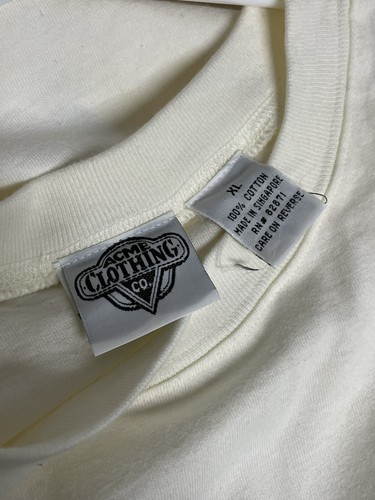 ACME
CLOTHING
CO.
XL
100% COTTON
MADE IN SINGAPORE
RN# 82871
CARE ON REVERSE